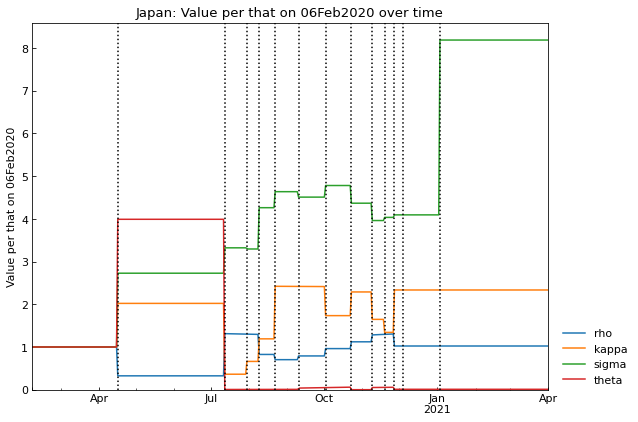 Japan: Value per that on 06Feb2020 over time
Value per that on 06Feb2020
8
7
6
5
4
3
2
1
0
Apr
Jul
Oct
Jan
2021
Apr
rho
kappa
sigma
theta